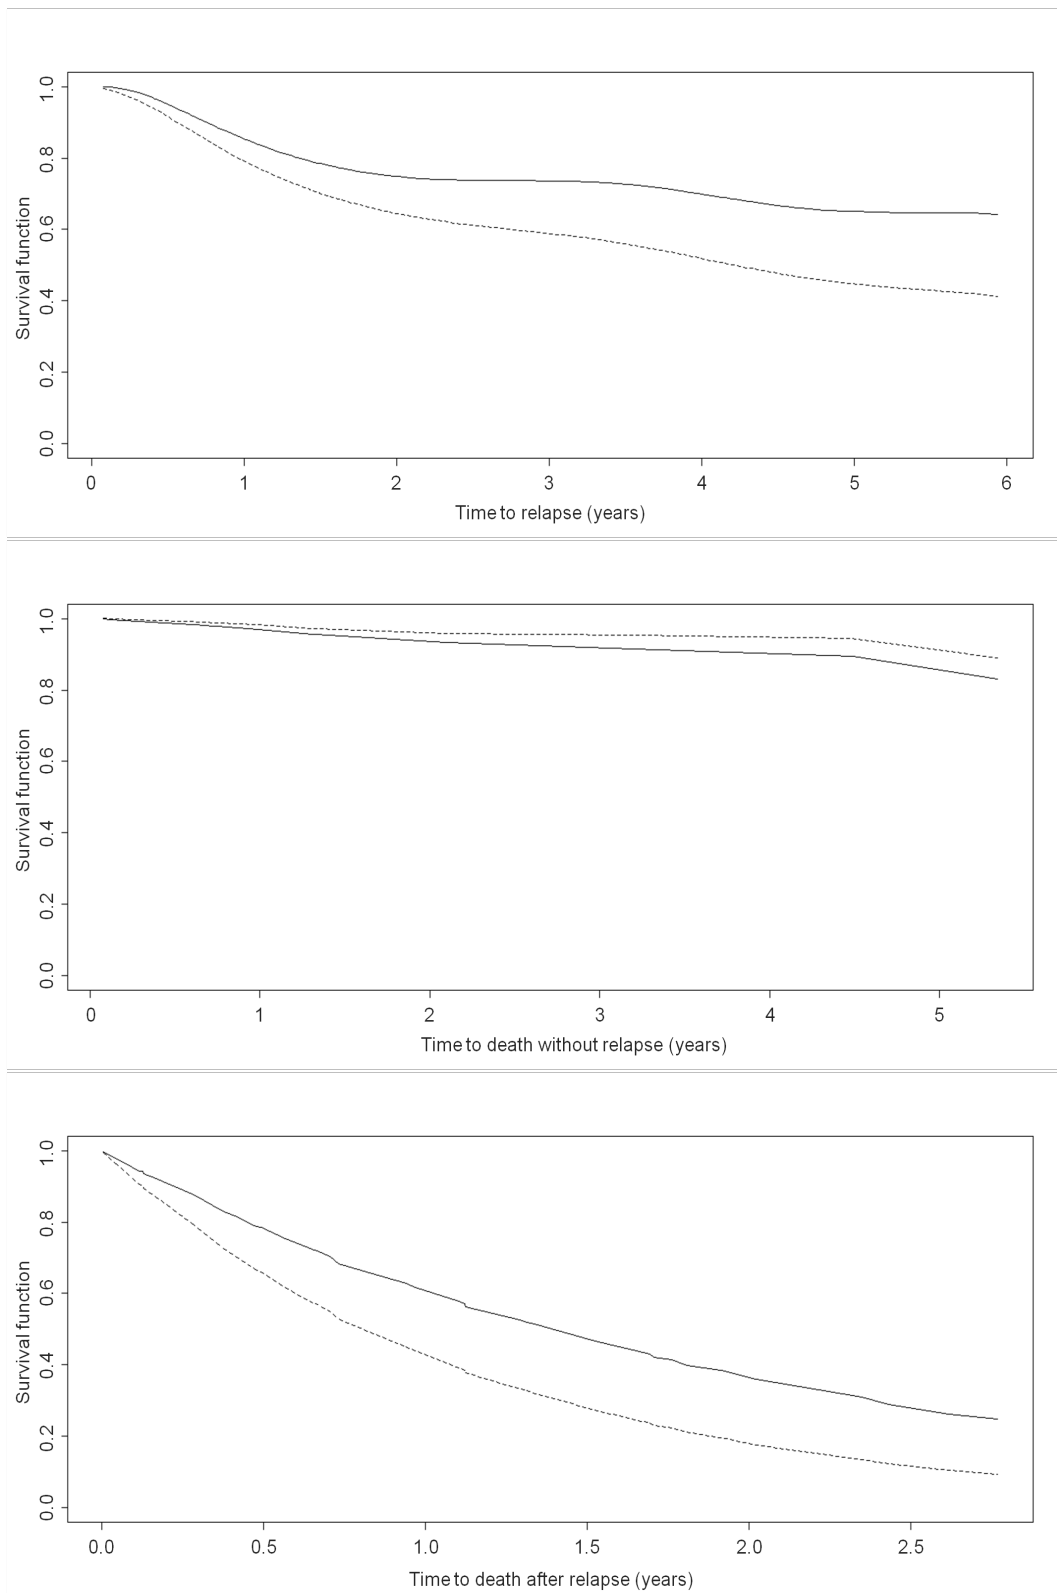 Survival function
1.0
0.8
0.6
0.4
0.2
0.0
0 1 2 3 4 5 6
Time to relapse (years)
Survival function
1.0
0.8
0.6
0.4
0.2
0.0
0 1 2 3 4 5
Time to death without relapse (years)
Survival function
1.0
0.8
0.6
0.4
0.2
0.0
0.0 0.5 1.0 1.5 2.0 2.5
Time to death after relapse (years)